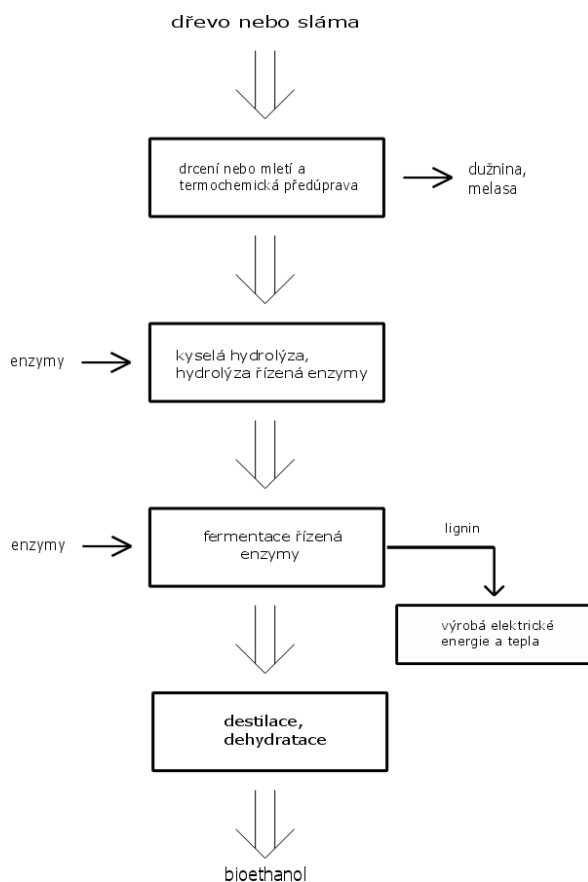 dřevo nebo sláma
drcení nebo mletí a
termochemická předúprava
dužnina,
melasa
enzymy
kyselá hydrolýza,
hydrolýza řízená enzymy
enzymy
fermentace řízená
enzymy
lignin
výrobá elektrické
energie a tepla
destilace,
dehydratace
bioethanol